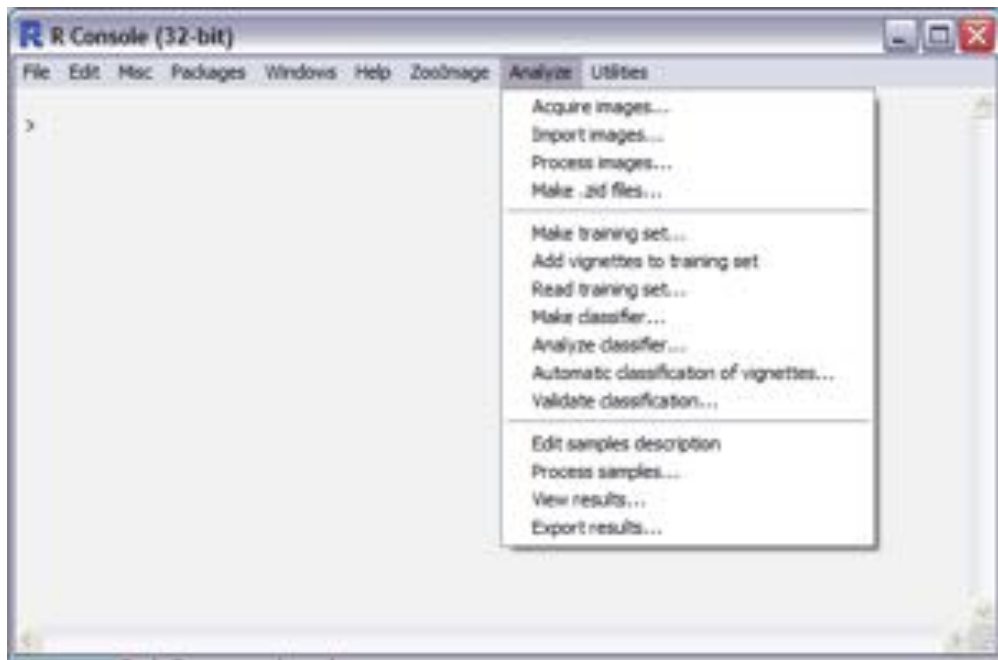 R R Console (32-bit)
File Edit Misc Packages Windows Help ZooImage Analyze Utilities
>
Acquire images...
Import images...
Process images...
Make .zid files...
Make training set...
Add vignettes to training set
Read training set...
Make classifier...
Analyze classifier...
Automatic classification of vignettes...
Validate classification...
Edit samples description
Process samples...
View results...
Export results...